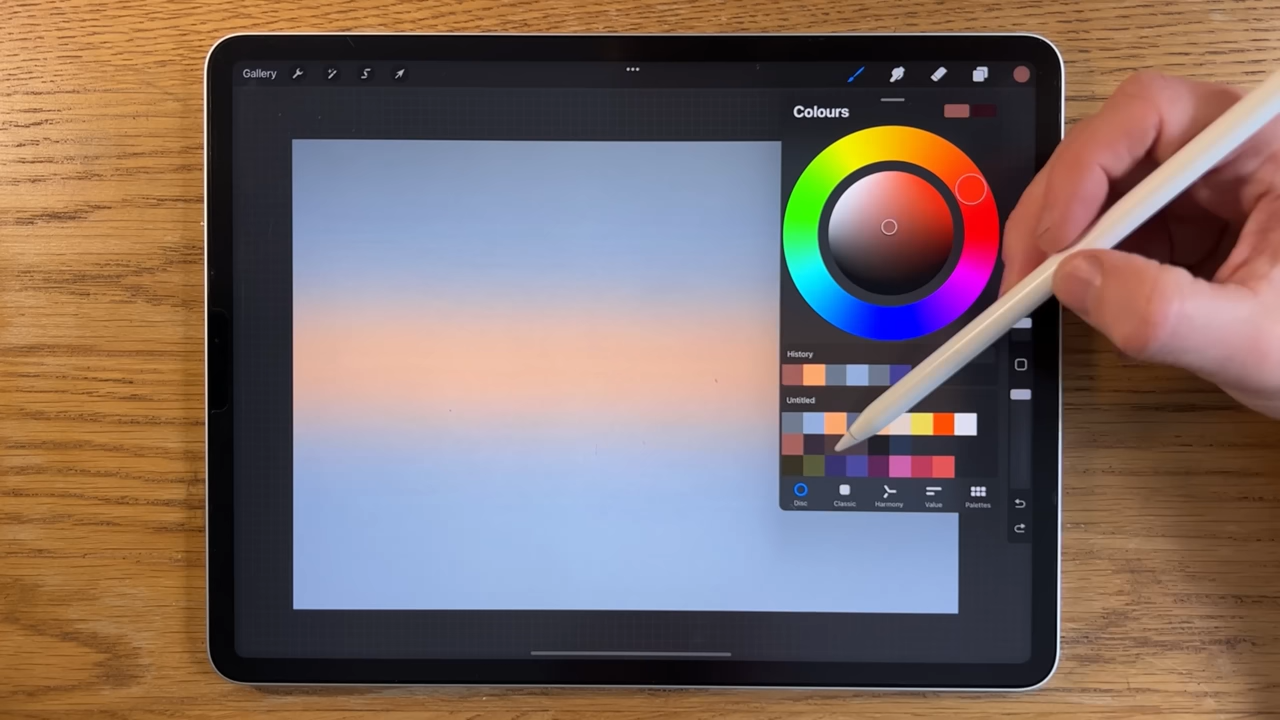 Gallery
Colours
History
Untitled
Disc
Classic
Harmony
Value
Palettes